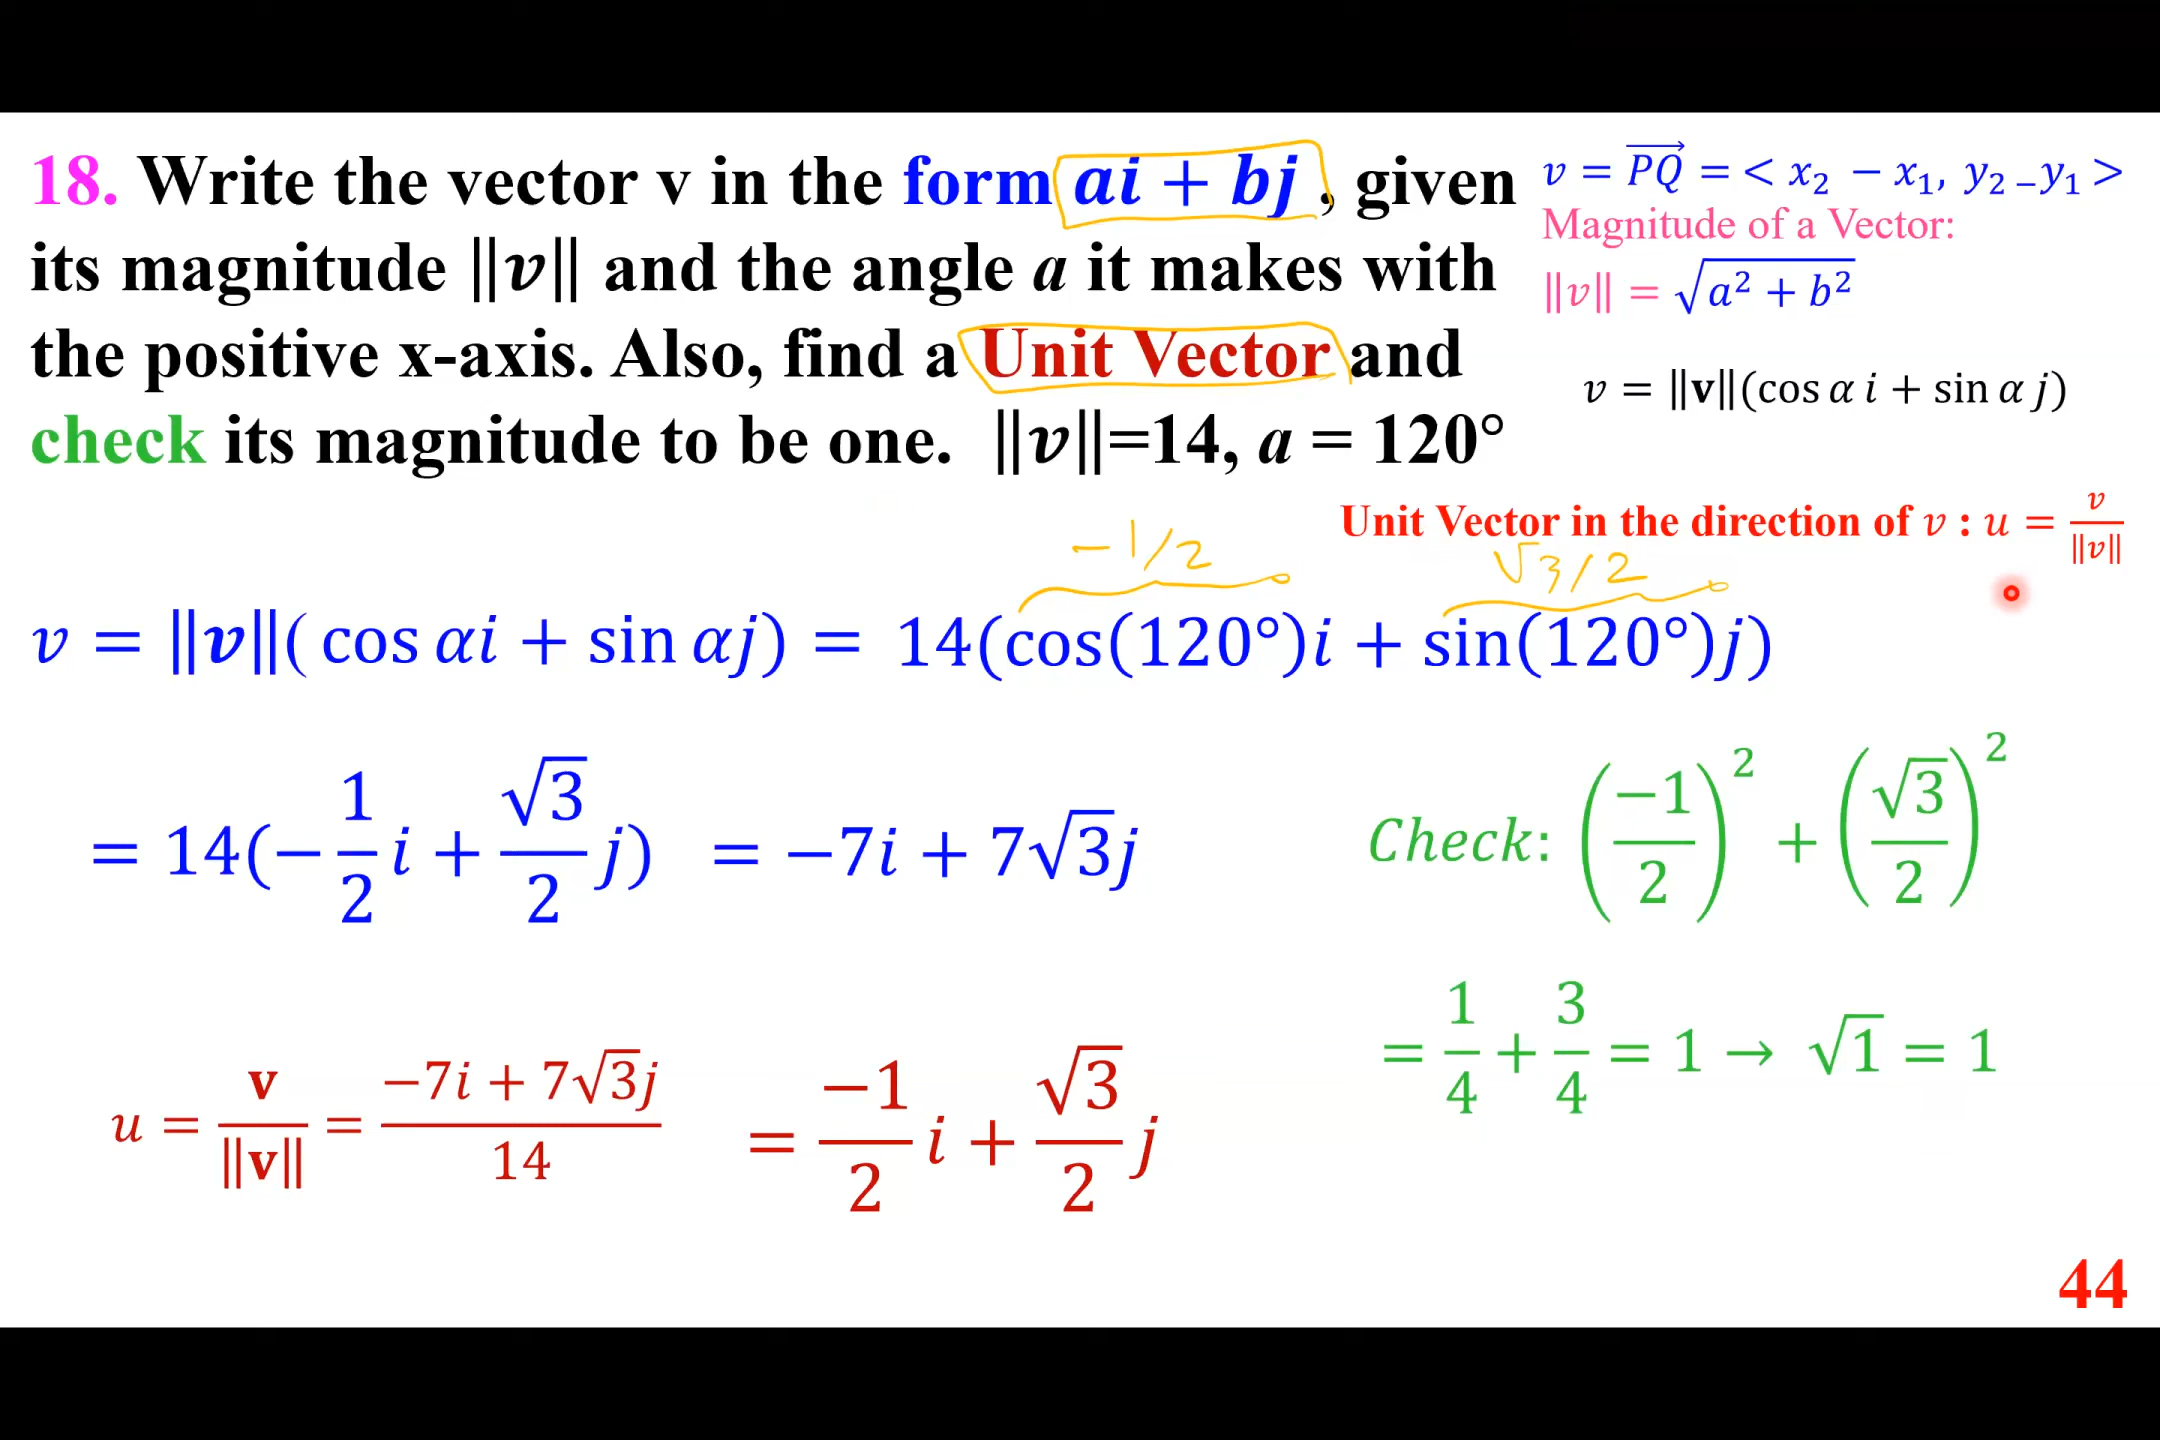 18. Write the vector v in the form ai + bj , given
its magnitude ‖v‖ and the angle a it makes with
the positive x-axis. Also, find a Unit Vector and
check its magnitude to be one. ‖v‖=14, a = 120°
v = PQ⃗ = < x₂ − x₁, y₂ − y₁ >
Magnitude of a Vector:
‖v‖ = √(a² + b²)
v = ‖v‖(cos α i + sin α j)
Unit Vector in the direction of v : u = v/‖v‖
−1/2 √3/2
v = ‖v‖( cos αi + sin αj) = 14(cos(120°)i + sin(120°)j)
= 14(−1/2 i + √3/2 j) = −7i + 7√3j
Check: (−1/2)² + (√3/2)²
= 1/4 + 3/4 = 1 → √1 = 1
u = v/‖v‖ = −7i + 7√3j/14 = −1/2 i + √3/2 j
44